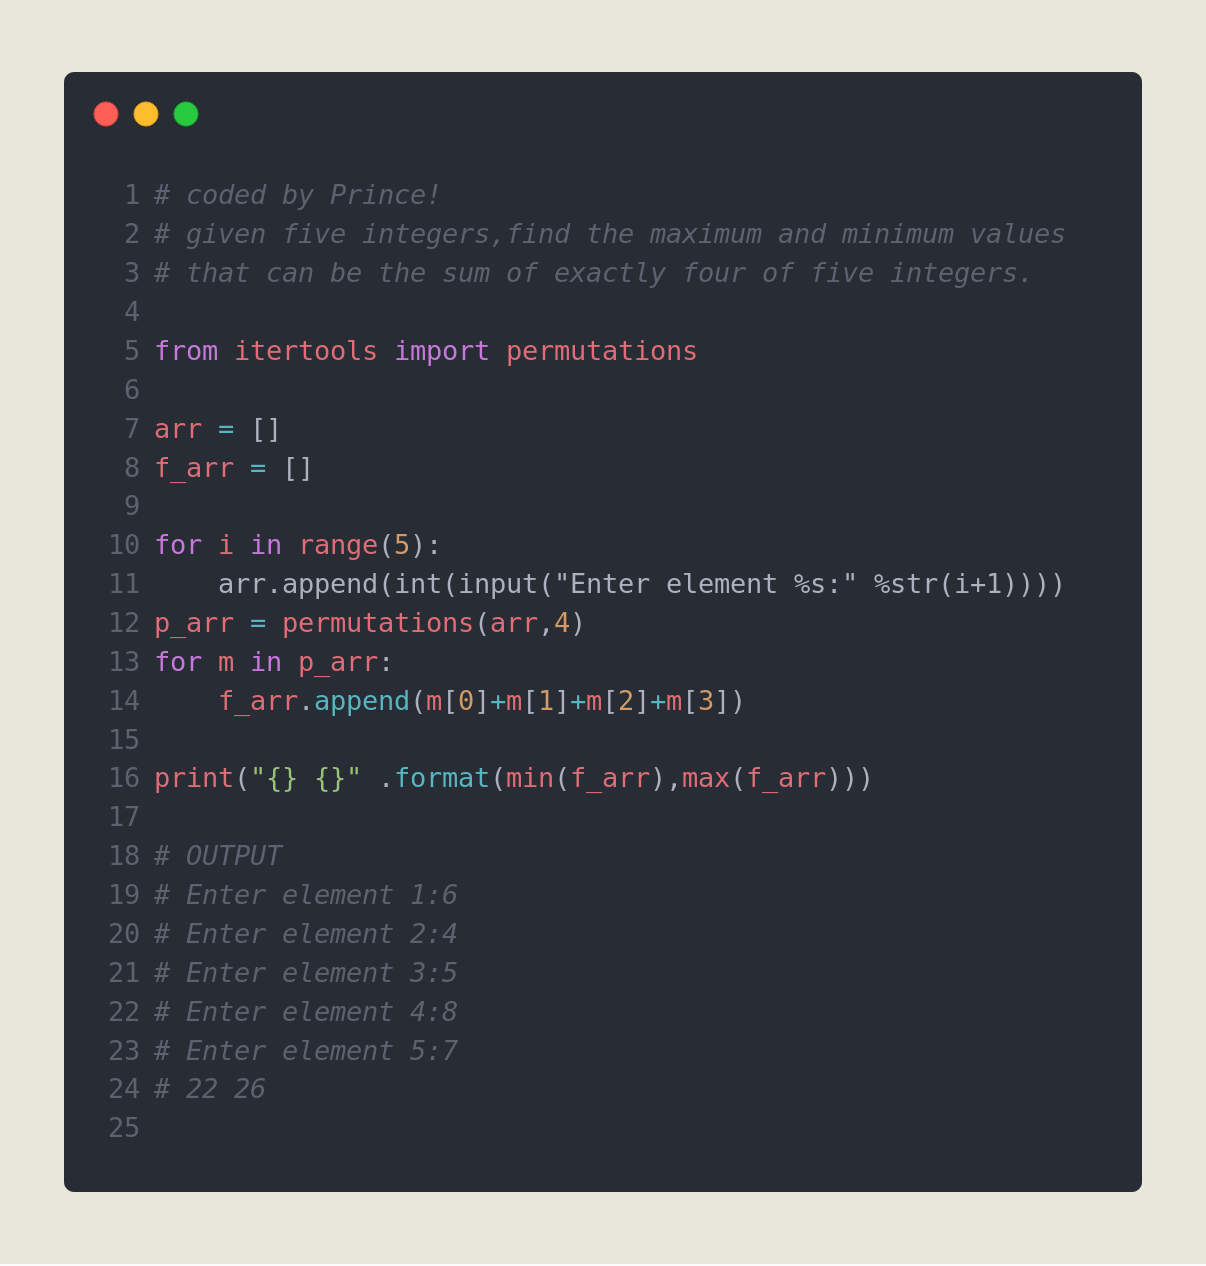 1 # coded by Prince!
2 # given five integers,find the maximum and minimum values
3 # that can be the sum of exactly four of five integers.
4
5 from itertools import permutations
6
7 arr = []
8 f_arr = []
9
10 for i in range(5):
11     arr.append(int(input("Enter element %s:" %str(i+1))))
12 p_arr = permutations(arr,4)
13 for m in p_arr:
14     f_arr.append(m[0]+m[1]+m[2]+m[3])
15
16 print("{} {}" .format(min(f_arr),max(f_arr)))
17
18 # OUTPUT
19 # Enter element 1:6
20 # Enter element 2:4
21 # Enter element 3:5
22 # Enter element 4:8
23 # Enter element 5:7
24 # 22 26
25